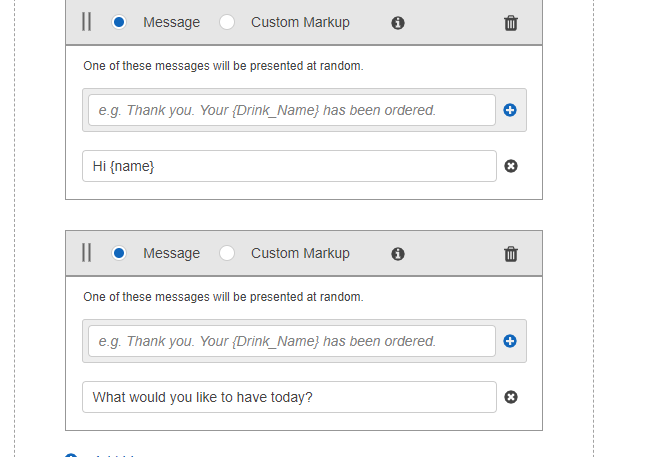 Message Custom Markup
One of these messages will be presented at random.
e.g. Thank you. Your {Drink_Name} has been ordered.
Hi {name}
Message Custom Markup
One of these messages will be presented at random.
e.g. Thank you. Your {Drink_Name} has been ordered.
What would you like to have today?